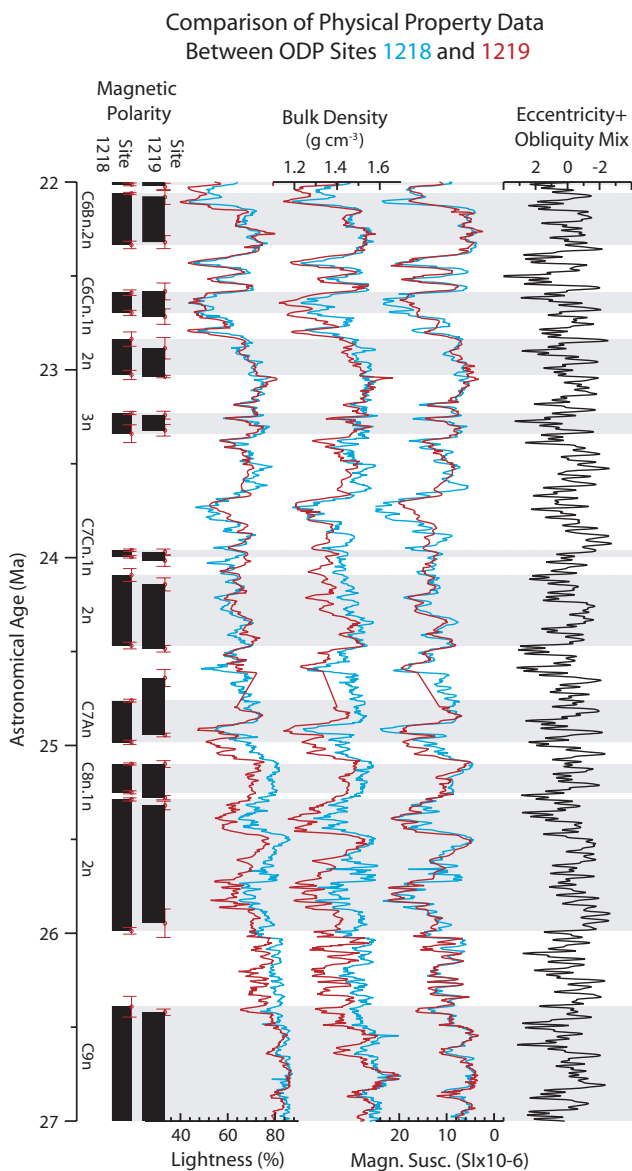 Comparison of Physical Property Data
Between ODP Sites 1218 and 1219
Magnetic
Polarity
Site
1218
Site
1219
Bulk Density
(g cm-3)
1.2 1.4 1.6
Eccentricity+
Obliquity Mix
2 0 -2
Astronomical Age (Ma)
22
23
24
25
26
27
C6Bn.2n
C6Cn.1n
2n
3n
C7Cn.1n
2n
C7An
C8n.1n
2n
C9n
40 60 80
Lightness (%)
20 10 0
Magn. Susc. (SIx10-6)